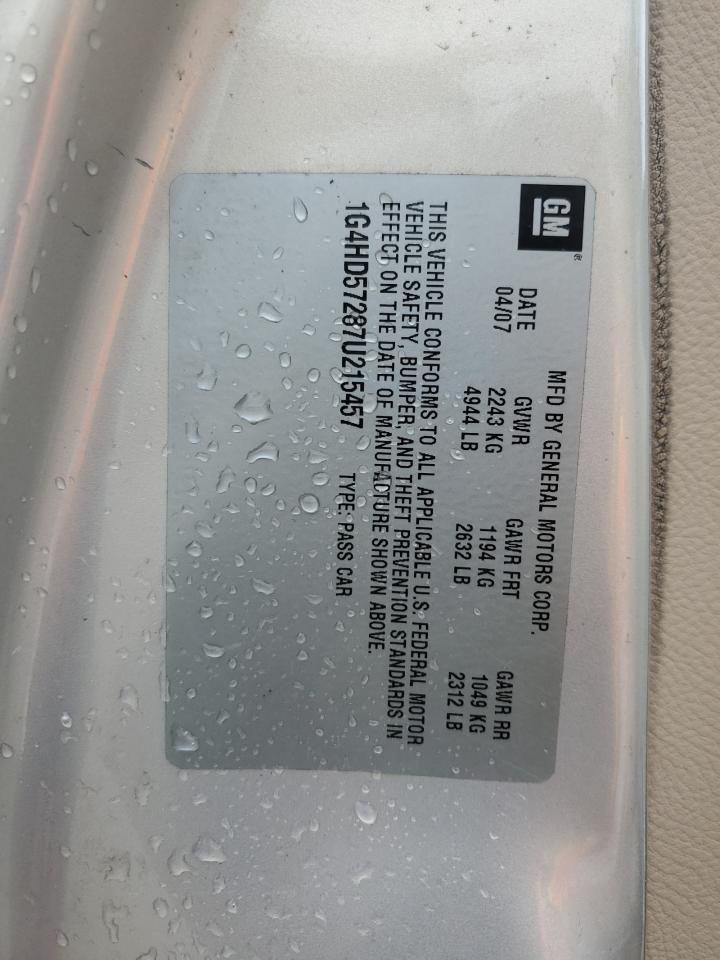 GM®
MFD BY GENERAL MOTORS CORP.
DATE GVWR GAWR FRT GAWR RR
04/07 2243 KG 1194 KG 1049 KG
4944 LB 2632 LB 2312 LB
THIS VEHICLE CONFORMS TO ALL APPLICABLE U.S. FEDERAL MOTOR
VEHICLE SAFETY, BUMPER, AND THEFT PREVENTION STANDARDS IN
EFFECT ON THE DATE OF MANUFACTURE SHOWN ABOVE.
1G4HD57287U215457 TYPE: PASS CAR